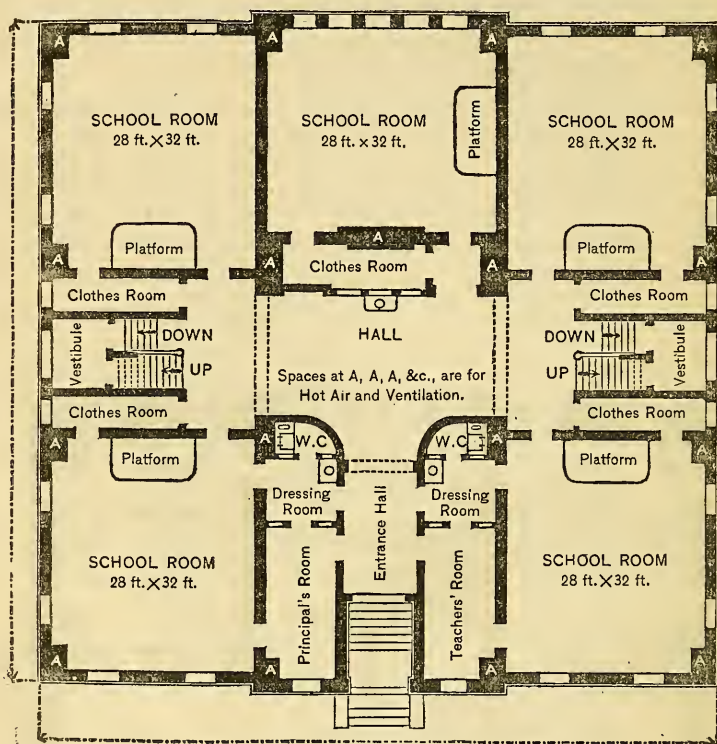 A
A
A
A
SCHOOL ROOM
28 ft. X 32 ft.
SCHOOL ROOM
28 ft. X 32 ft.
Platform
SCHOOL ROOM
28 ft. X 32 ft.
Platform
Platform
A
A
A
A
A
Clothes Room
Clothes Room
Clothes Room
Vestibule
DOWN
UP
HALL
Spaces at A, A, A, &c., are for
Hot Air and Ventilation.
DOWN
UP
Vestibule
Clothes Room
Clothes Room
A
A
W.C
W.C
A
A
Platform
Platform
Dressing
Room
Dressing
Room
SCHOOL ROOM
28 ft. X 32 ft.
Principal's Room
Entrance Hall
Teachers' Room
SCHOOL ROOM
28 ft. X 32 ft.
A
A
A
A